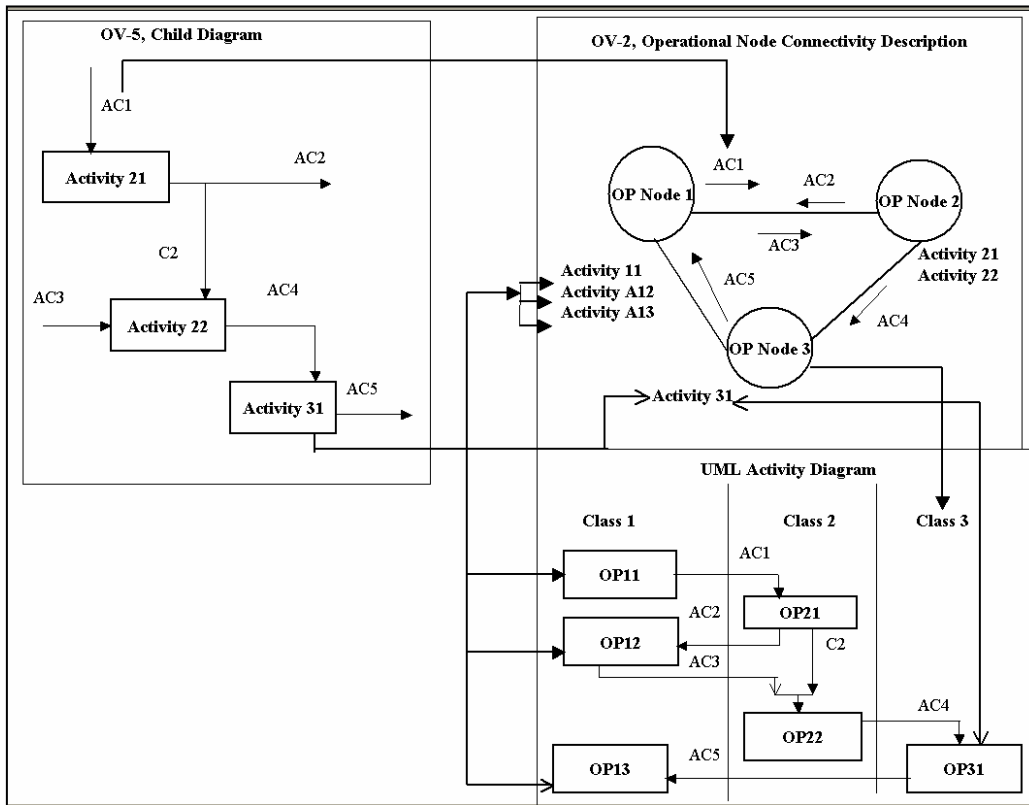 OV-5, Child Diagram
AC1
Activity 21
AC2
C2
AC3
Activity 22
AC4
Activity 31
AC5
OV-2, Operational Node Connectivity Description
OP Node 1
AC1
AC2
OP Node 2
AC3
Activity 21
Activity 22
AC5
AC4
Activity 11
Activity A12
Activity A13
OP Node 3
Activity 31
UML Activity Diagram
Class 1
Class 2
Class 3
OP11
AC1
OP21
AC2
OP12
C2
AC3
OP22
AC4
OP13
AC5
OP31